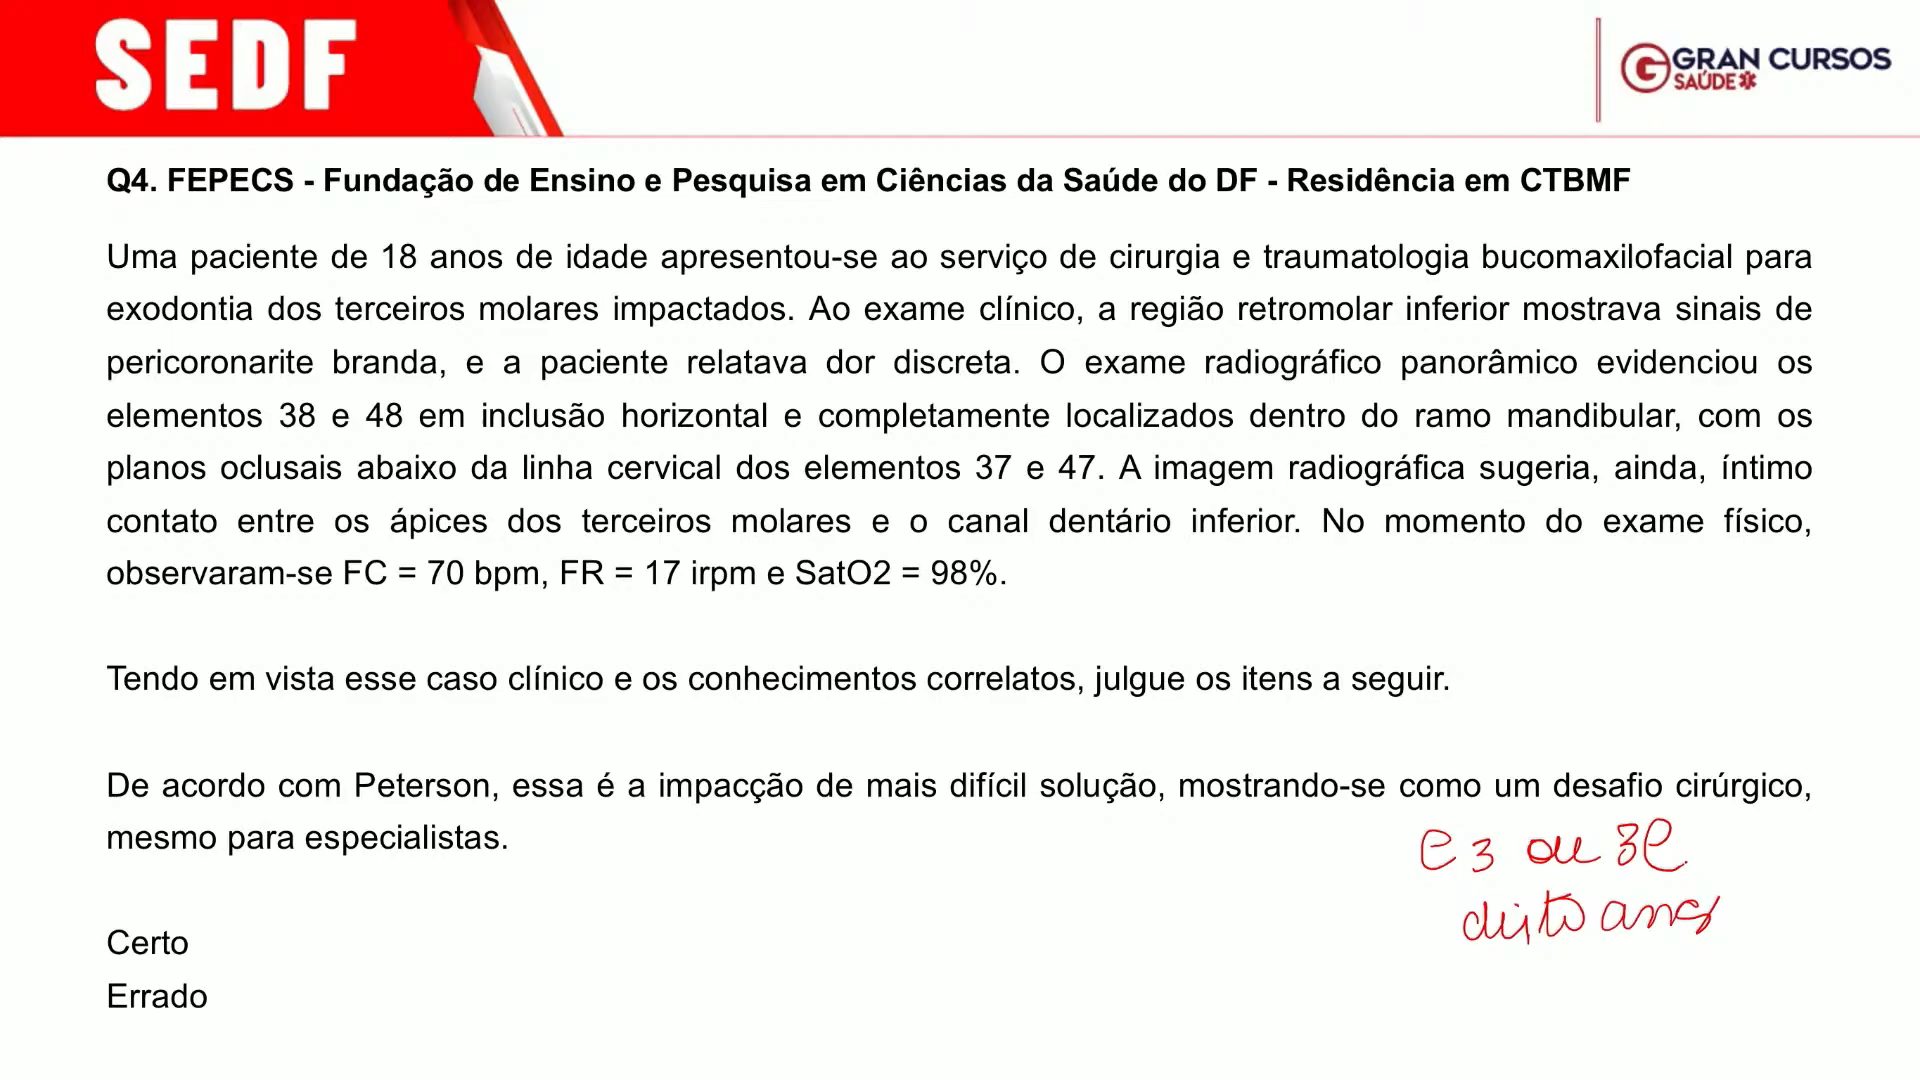 SEDF
GRAN CURSOS
SAÚDE
Q4. FEPECS - Fundação de Ensino e Pesquisa em Ciências da Saúde do DF - Residência em CTBMF
Uma paciente de 18 anos de idade apresentou-se ao serviço de cirurgia e traumatologia bucomaxilofacial para
exodontia dos terceiros molares impactados. Ao exame clínico, a região retromolar inferior mostrava sinais de
pericoronarite branda, e a paciente relatava dor discreta. O exame radiográfico panorâmico evidenciou os
elementos 38 e 48 em inclusão horizontal e completamente localizados dentro do ramo mandibular, com os
planos oclusais abaixo da linha cervical dos elementos 37 e 47. A imagem radiográfica sugeria, ainda, íntimo
contato entre os ápices dos terceiros molares e o canal dentário inferior. No momento do exame físico,
observaram-se FC = 70 bpm, FR = 17 irpm e SatO2 = 98%.
Tendo em vista esse caso clínico e os conhecimentos correlatos, julgue os itens a seguir.
De acordo com Peterson, essa é a impacção de mais difícil solução, mostrando-se como um desafio cirúrgico,
mesmo para especialistas.
C3 ou 3C
disto ang
Certo
Errado